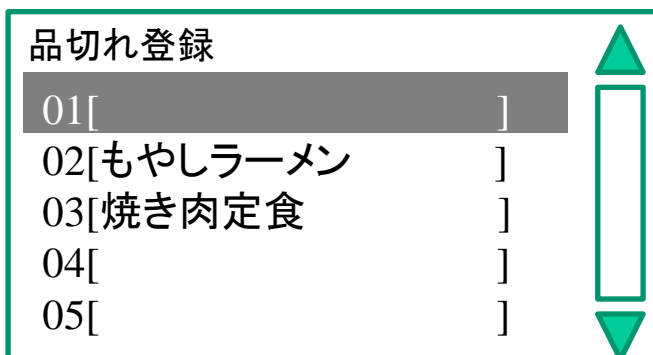 品切れ登録
01[ ]
02[もやしラーメン ]
03[焼き肉定食 ]
04[ ]
05[ ]